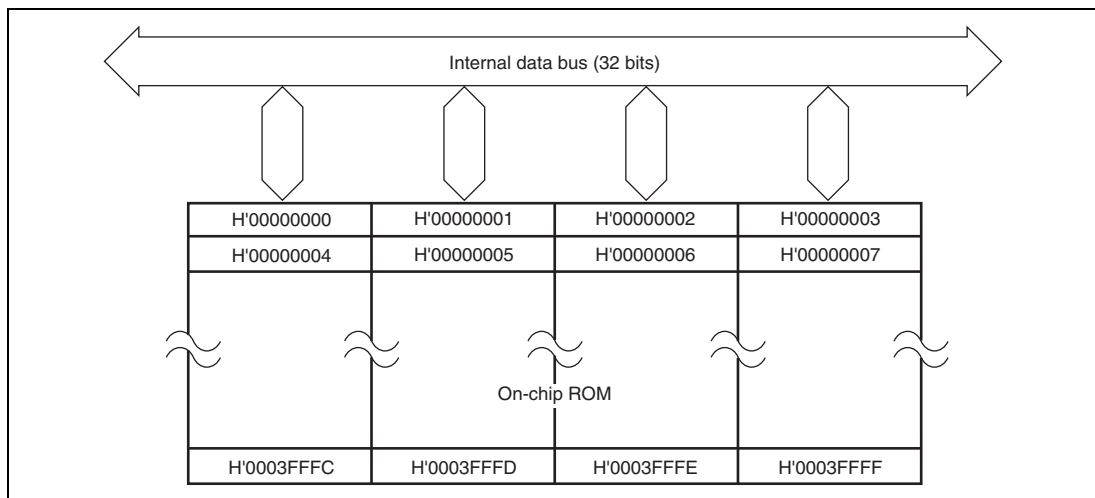 Internal data bus (32 bits)
H'00000000 H'00000001 H'00000002 H'00000003
H'00000004 H'00000005 H'00000006 H'00000007
On-chip ROM
H'0003FFFC H'0003FFFD H'0003FFFE H'0003FFFF